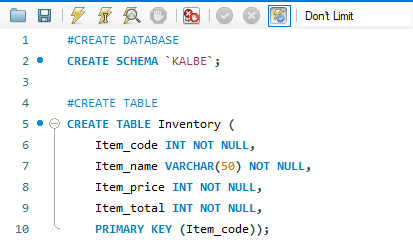 Don't Limit
1 #CREATE DATABASE
2 CREATE SCHEMA `KALBE`;
3
4 #CREATE TABLE
5 CREATE TABLE Inventory (
6 Item_code INT NOT NULL,
7 Item_name VARCHAR(50) NOT NULL,
8 Item_price INT NOT NULL,
9 Item_total INT NOT NULL,
10 PRIMARY KEY (Item_code));